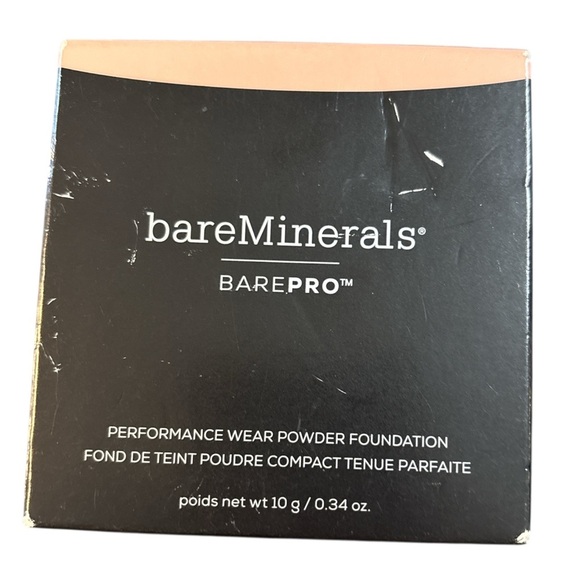 bareMinerals®
BAREPRO™
PERFORMANCE WEAR POWDER FOUNDATION
FOND DE TEINT POUDRE COMPACT TENUE PARFAITE
poids net wt 10 g / 0.34 oz.